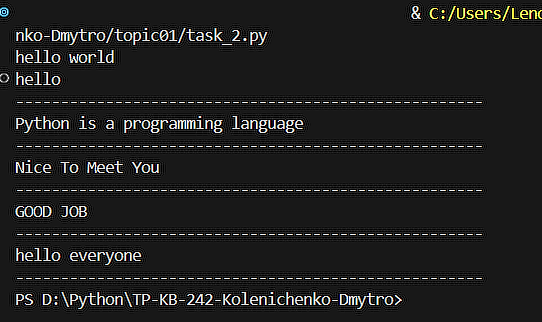 & C:/Users/Leno
nko-Dmytro/topic01/task_2.py
hello world
hello
----------------------------------------------------
Python is a programming language
----------------------------------------------------
Nice To Meet You
----------------------------------------------------
GOOD JOB
----------------------------------------------------
hello everyone
----------------------------------------------------
PS D:\Python\TP-KB-242-Kolenichenko-Dmytro>